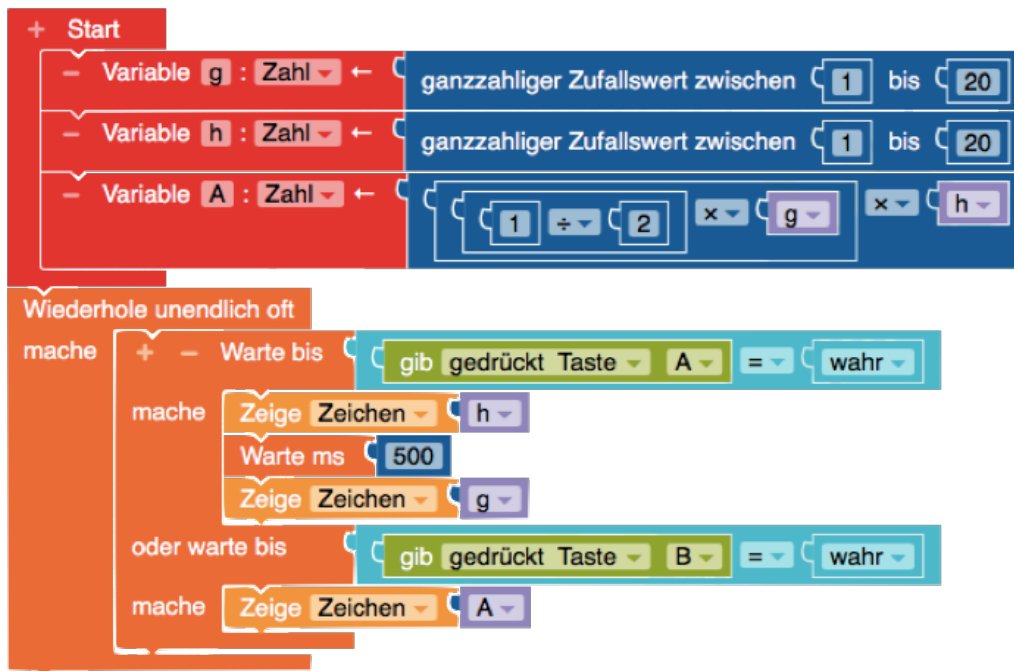 + Start
− Variable g : Zahl ← ganzzahliger Zufallswert zwischen 1 bis 20
− Variable h : Zahl ← ganzzahliger Zufallswert zwischen 1 bis 20
− Variable A : Zahl ← 1 ÷ 2 × g × h
Wiederhole unendlich oft
mache + − Warte bis gib gedrückt Taste A = wahr
mache Zeige Zeichen h
Warte ms 500
Zeige Zeichen g
oder warte bis gib gedrückt Taste B = wahr
mache Zeige Zeichen A